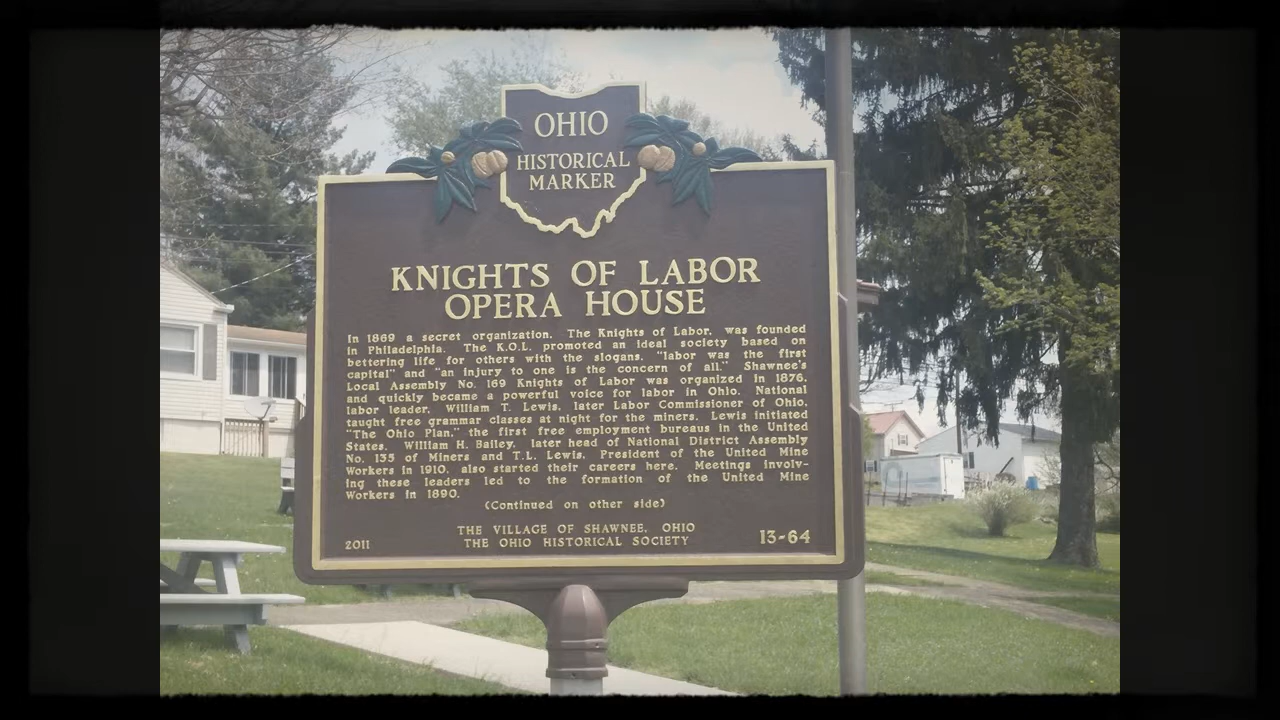 OHIO
HISTORICAL
MARKER
KNIGHTS OF LABOR
OPERA HOUSE
In 1869 a secret organization, The Knights of Labor, was founded
in Philadelphia. The K.O.L. promoted an ideal society based on
bettering life for others with the slogans, "labor was the first
capital" and "an injury to one is the concern of all." Shawnee's
Local Assembly No. 169 Knights of Labor was organized in 1876,
and quickly became a powerful voice for labor in Ohio. National
labor leader, William T. Lewis, later Labor Commissioner of Ohio,
taught free grammar classes at night for the miners. Lewis initiated
"The Ohio Plan," the first free employment bureaus in the United
States. William H. Bailey, later head of National District Assembly
No. 135 of Miners and T.L. Lewis, President of the United Mine
Workers in 1910, also started their careers here. Meetings involv-
ing these leaders led to the formation of the United Mine
Workers in 1890.
(Continued on other side)
THE VILLAGE OF SHAWNEE, OHIO
2011 THE OHIO HISTORICAL SOCIETY 13-64